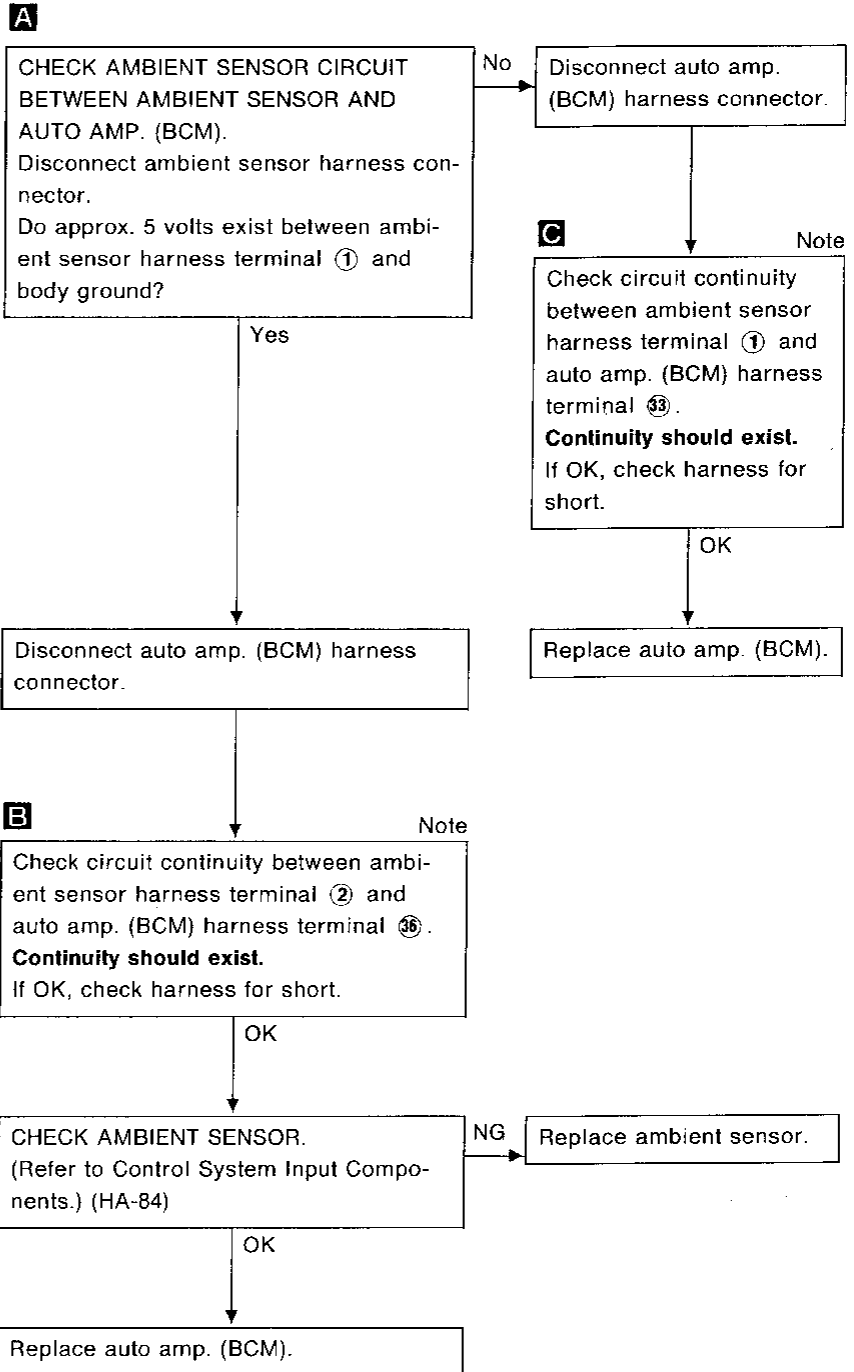 A
CHECK AMBIENT SENSOR CIRCUIT
BETWEEN AMBIENT SENSOR AND
AUTO AMP. (BCM).
Disconnect ambient sensor harness con-
nector.
Do approx. 5 volts exist between ambi-
ent sensor harness terminal ① and
body ground?
No
Disconnect auto amp.
(BCM) harness connector.
C
Note
Check circuit continuity
between ambient sensor
harness terminal ① and
auto amp. (BCM) harness
terminal ㉝.
Continuity should exist.
If OK, check harness for
short.
OK
Replace auto amp. (BCM).
Yes
Disconnect auto amp. (BCM) harness
connector.
B
Note
Check circuit continuity between ambi-
ent sensor harness terminal ② and
auto amp. (BCM) harness terminal ㊱.
Continuity should exist.
If OK, check harness for short.
OK
CHECK AMBIENT SENSOR.
(Refer to Control System Input Compo-
nents.) (HA-84)
NG
Replace ambient sensor.
OK
Replace auto amp. (BCM).